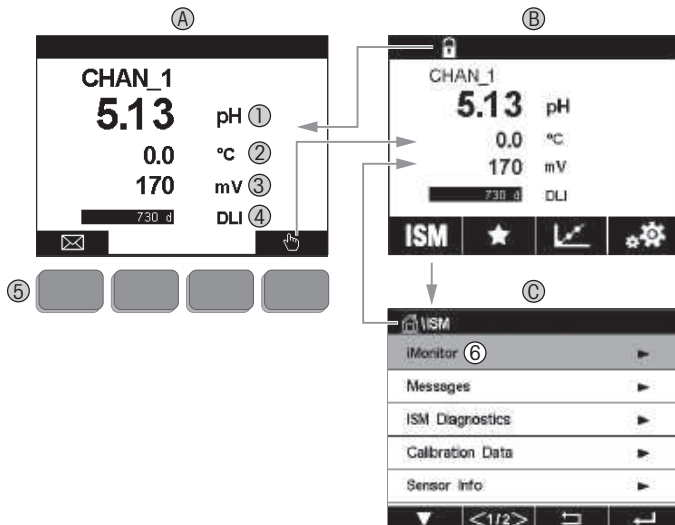 A
CHAN_1
5.13 pH 1
0.0 °C 2
170 mV 3
730 d DLI 4
5
B
CHAN_1
5.13 pH
0.0 °C
170 mV
730 d DLI
ISM
C
\ISM
iMonitor 6
Messages
ISM Diagnostics
Calibration Data
Sensor Info
<1/2>